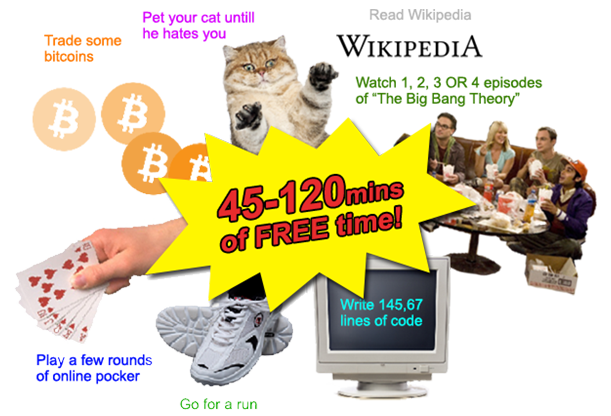 Pet your cat untill
he hates you
Read Wikipedia
WIKIPEDIA
Trade some
bitcoins
Watch 1, 2, 3 OR 4 episodes
of “The Big Bang Theory”
45-120mins
of FREE time!
Write 145,67
lines of code
Play a few rounds
of online pocker
Go for a run